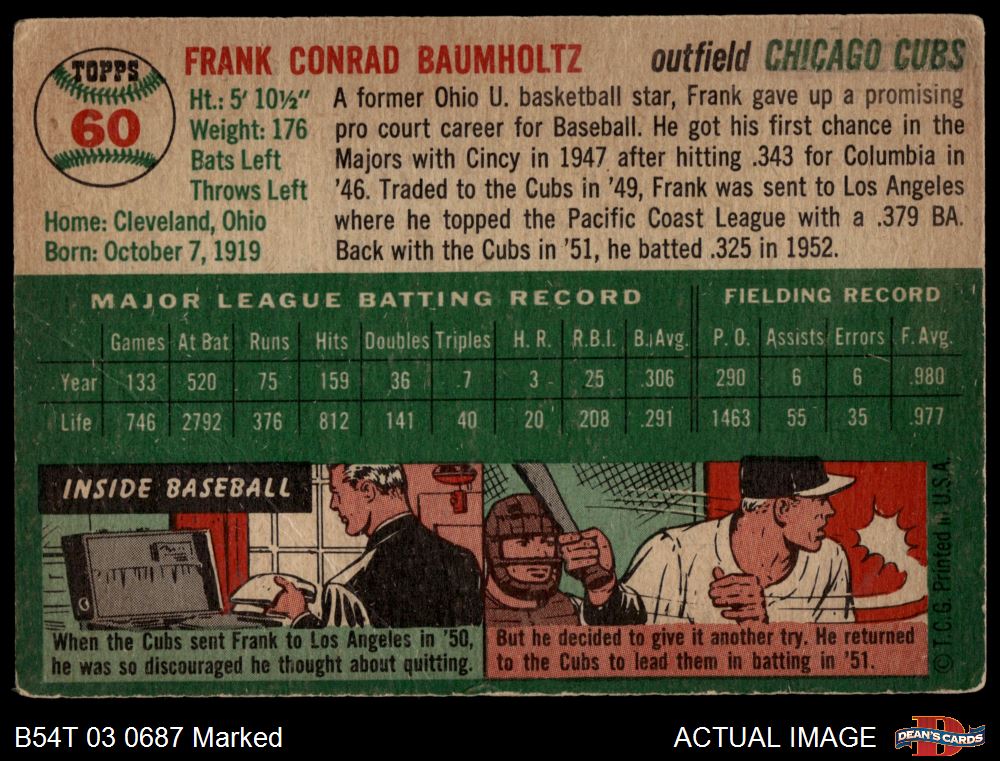 TOPPS
60
FRANK CONRAD BAUMHOLTZ
outfield CHICAGO CUBS
Ht.: 5' 10½"
Weight: 176
Bats Left
Throws Left
Home: Cleveland, Ohio
Born: October 7, 1919
A former Ohio U. basketball star, Frank gave up a promising
pro court career for Baseball. He got his first chance in the
Majors with Cincy in 1947 after hitting .343 for Columbia in
'46. Traded to the Cubs in '49, Frank was sent to Los Angeles
where he topped the Pacific Coast League with a .379 BA.
Back with the Cubs in '51, he batted .325 in 1952.
MAJOR LEAGUE BATTING RECORD FIELDING RECORD
Games At Bat Runs Hits Doubles Triples H. R. R.B.I. B. Avg. P. O. Assists Errors F. Avg.
Year 133 520 75 159 36 7 3 25 .306 290 6 6 .980
Life 746 2792 376 812 141 40 20 208 .291 1463 55 35 .977
INSIDE BASEBALL
When the Cubs sent Frank to Los Angeles in '50,
he was so discouraged he thought about quitting.
But he decided to give it another try. He returned
to the Cubs to lead them in batting in '51.
© T.C.G. Printed in U.S.A.
B54T 03 0687 Marked
ACTUAL IMAGE
DEAN'S CARDS